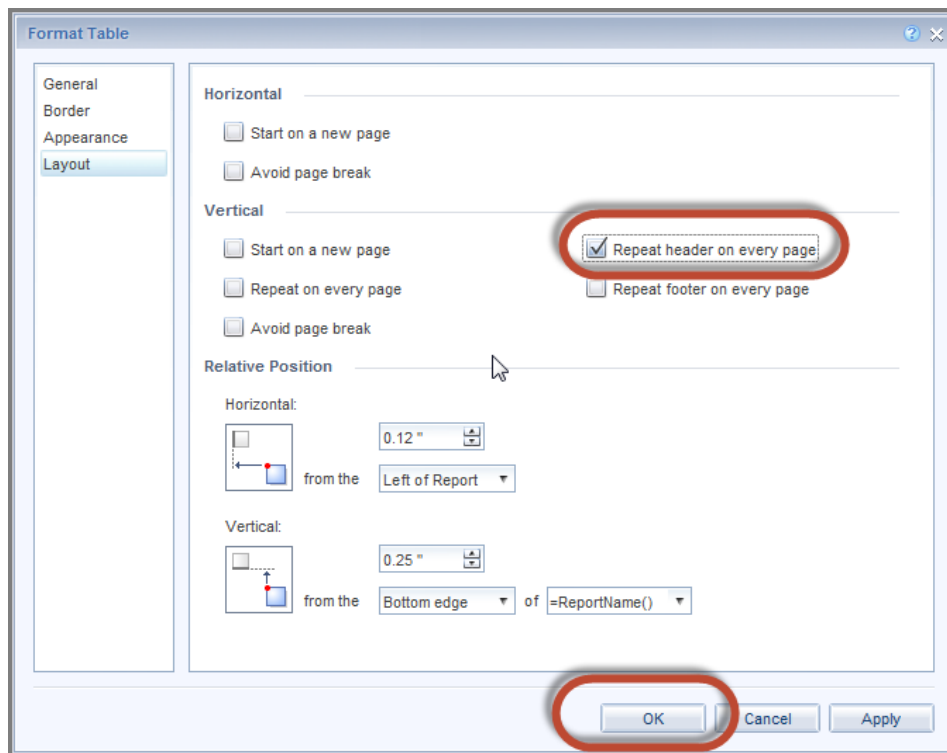 Format Table
General
Border
Appearance
Layout
Horizontal
Start on a new page
Avoid page break
Vertical
Start on a new page
Repeat header on every page
Repeat on every page
Repeat footer on every page
Avoid page break
Relative Position
Horizontal:
0.12 "
from the Left of Report
Vertical:
0.25 "
from the Bottom edge of =ReportName()
OK Cancel Apply